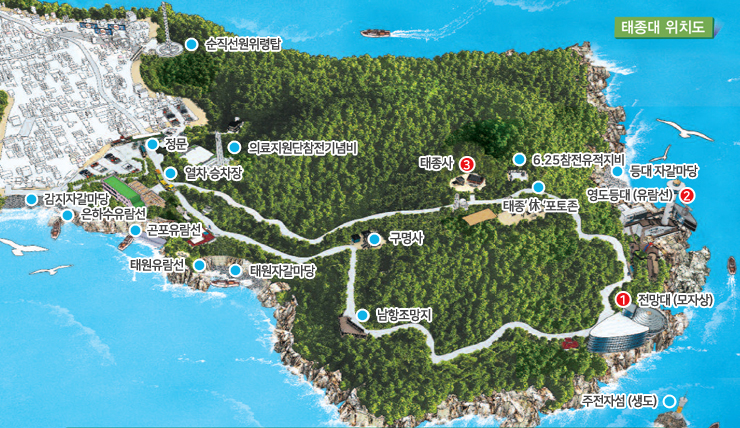 태종대 위치도
순직선원위령탑
정문
의료지원단참전기념비
열차 승차장
태종사
3
6.25참전유적지비
등대 자갈마당
감지자갈마당
은하수유람선
곤포유람선
영도등대 (유람선)
2
태종 '休' 포토존
구명사
태원유람선
태원자갈마당
1
전망대 (모자상)
남항조망지
주전자섬 (생도)